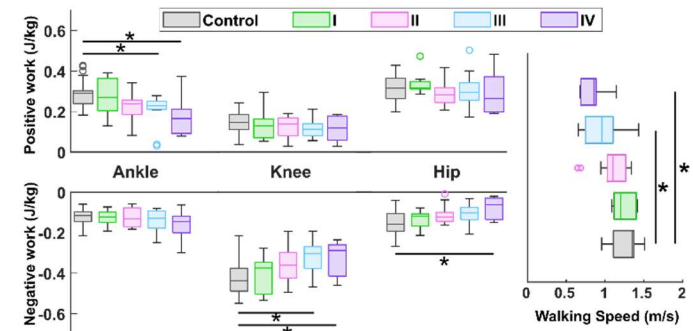 Control I II III IV
Positive work (J/kg)
0.6
0.4
0.2
0
* 
*
Ankle Knee Hip
Negative work (J/kg)
0
-0.2
-0.4
-0.6
*
*
*
*
*
0 0.5 1 1.5 2
Walking Speed (m/s)